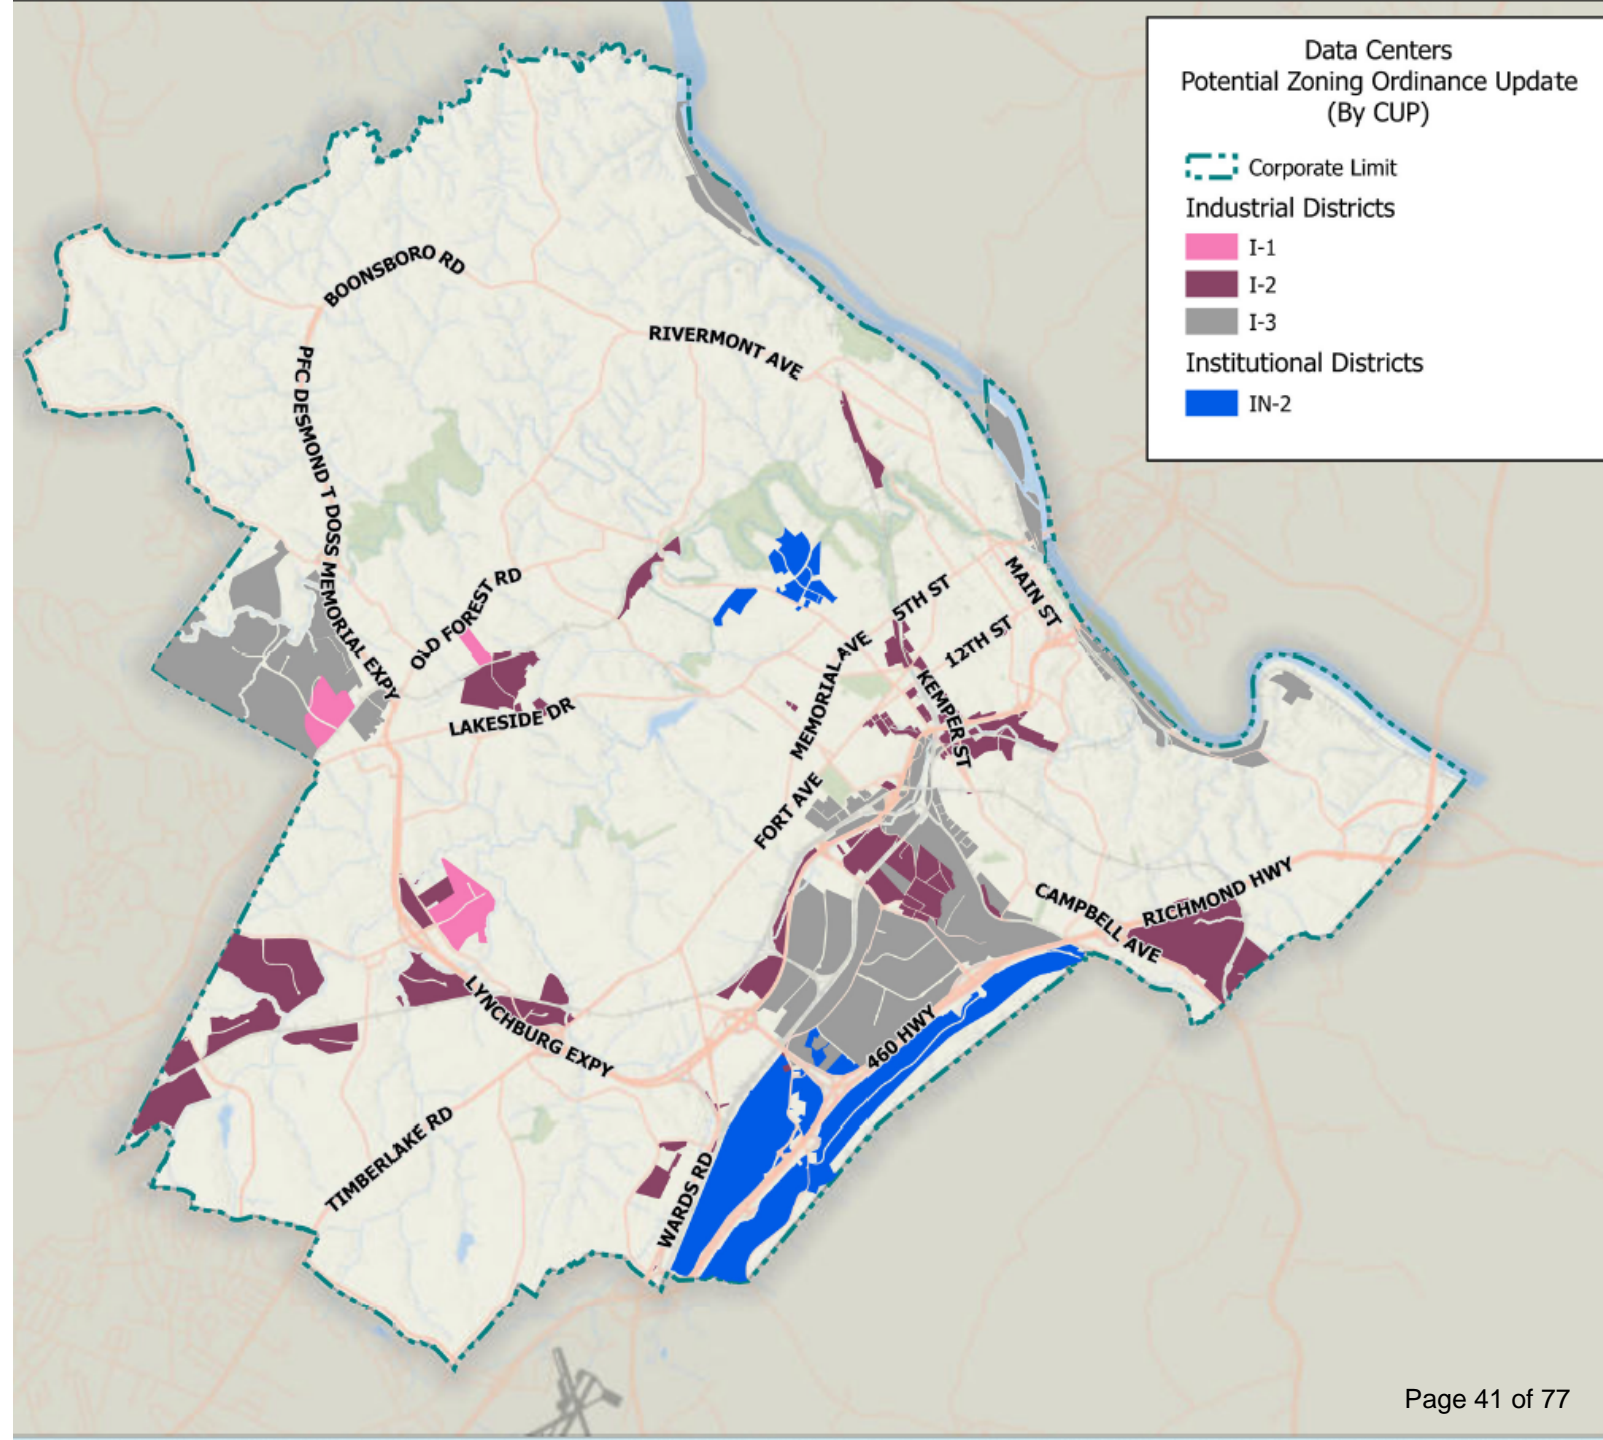 Data Centers
Potential Zoning Ordinance Update
(By CUP)
Corporate Limit
Industrial Districts
I-1
I-2
I-3
Institutional Districts
IN-2
BOONSBORO RD
RIVERMONT AVE
PFC DESMOND T DOSS MEMORIAL EXPY
OLD FOREST RD
LAKESIDE DR
5TH ST
MAIN ST
12TH ST
MEMORIAL AVE
KEMPER ST
FORT AVE
CAMPBELL AVE
RICHMOND HWY
LYNCHBURG EXPY
460 HWY
TIMBERLAKE RD
WARDS RD
Page 41 of 77